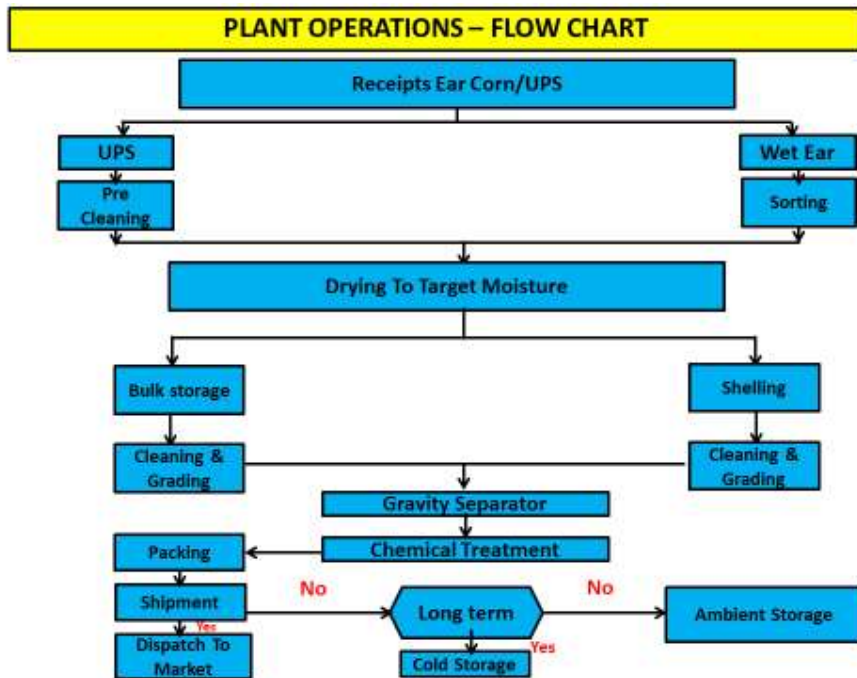 PLANT OPERATIONS – FLOW CHART
Receipts Ear Corn/UPS
UPS
Wet Ear
Pre
Cleaning
Sorting
Drying To Target Moisture
Bulk storage
Shelling
Cleaning &
Grading
Cleaning &
Grading
Gravity Separator
Chemical Treatment
Packing
No
No
Shipment
Long term
Ambient Storage
Yes
Yes
Dispatch To
Market
Cold Storage